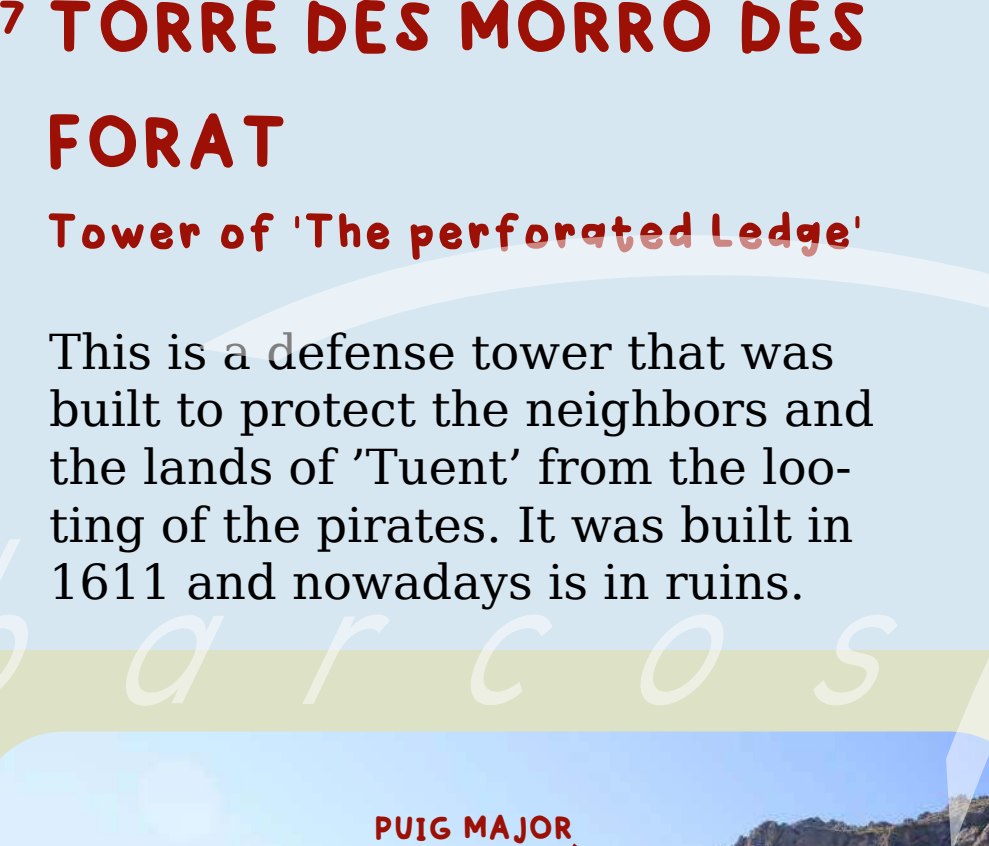 7 TORRE DES MORRO DES
FORAT
Tower of 'The perforated Ledge'
This is a defense tower that was
built to protect the neighbors and
the lands of ’Tuent’ from the loo-
ting of the pirates. It was built in
1611 and nowadays is in ruins.
barcos
PUIG MAJOR